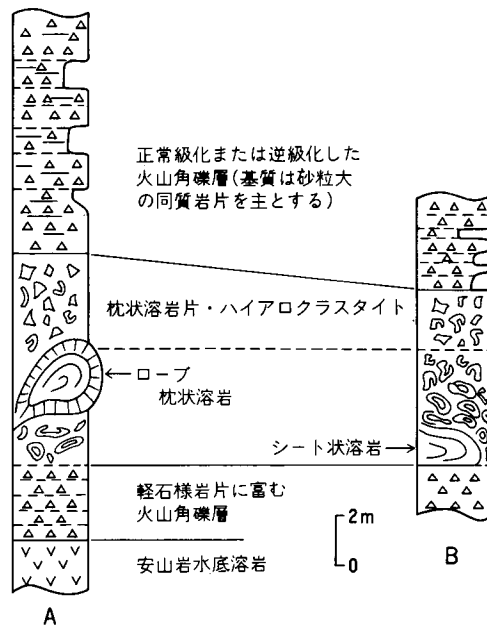 正常級化または逆級化した
火山角礫層(基質は砂粒大
の同質岩片を主とする)
枕状溶岩片・ハイアロクラスタイト
ローブ
枕状溶岩
シート状溶岩
軽石様岩片に富む
火山角礫層
2m
0
安山岩水底溶岩
A
B